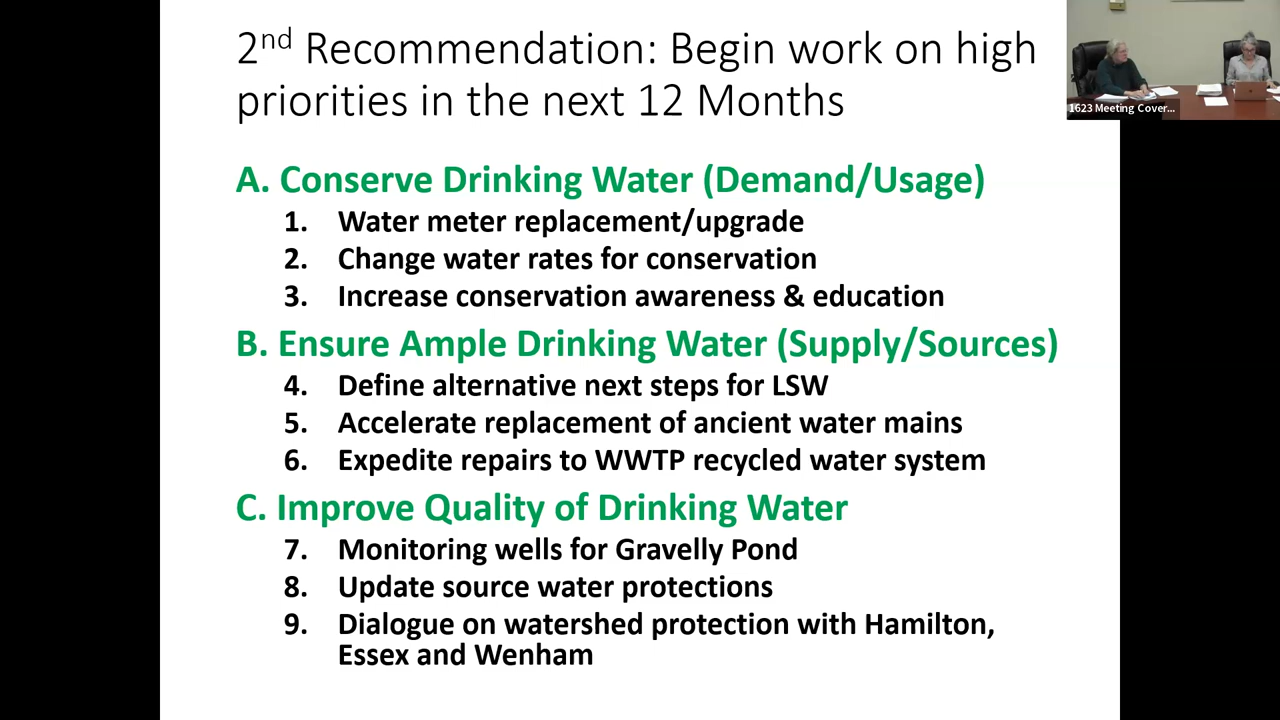 2nd Recommendation: Begin work on high
priorities in the next 12 Months
1623 Meeting Cover...
A. Conserve Drinking Water (Demand/Usage)
1. Water meter replacement/upgrade
2. Change water rates for conservation
3. Increase conservation awareness & education
B. Ensure Ample Drinking Water (Supply/Sources)
4. Define alternative next steps for LSW
5. Accelerate replacement of ancient water mains
6. Expedite repairs to WWTP recycled water system
C. Improve Quality of Drinking Water
7. Monitoring wells for Gravelly Pond
8. Update source water protections
9. Dialogue on watershed protection with Hamilton,
Essex and Wenham